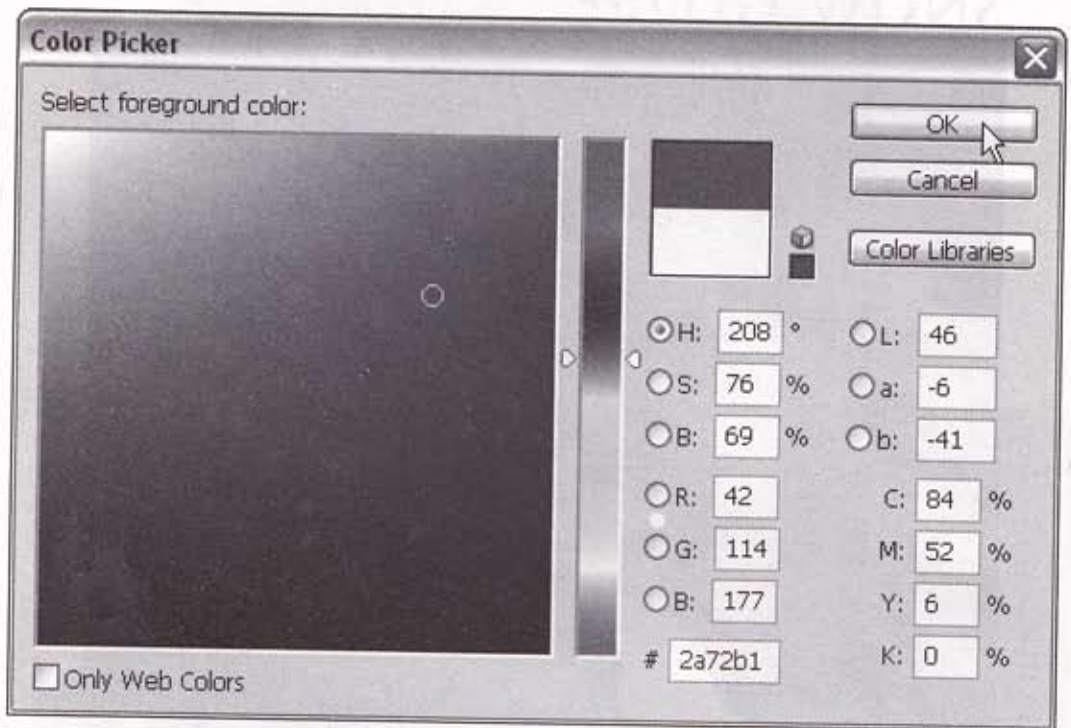 Color Picker
Select foreground color:
OK
Cancel
Color Libraries
H: 208 °
S: 76 %
B: 69 %
R: 42
G: 114
B: 177
# 2a72b1
L: 46
a: -6
b: -41
C: 84 %
M: 52 %
Y: 6 %
K: 0 %
Only Web Colors